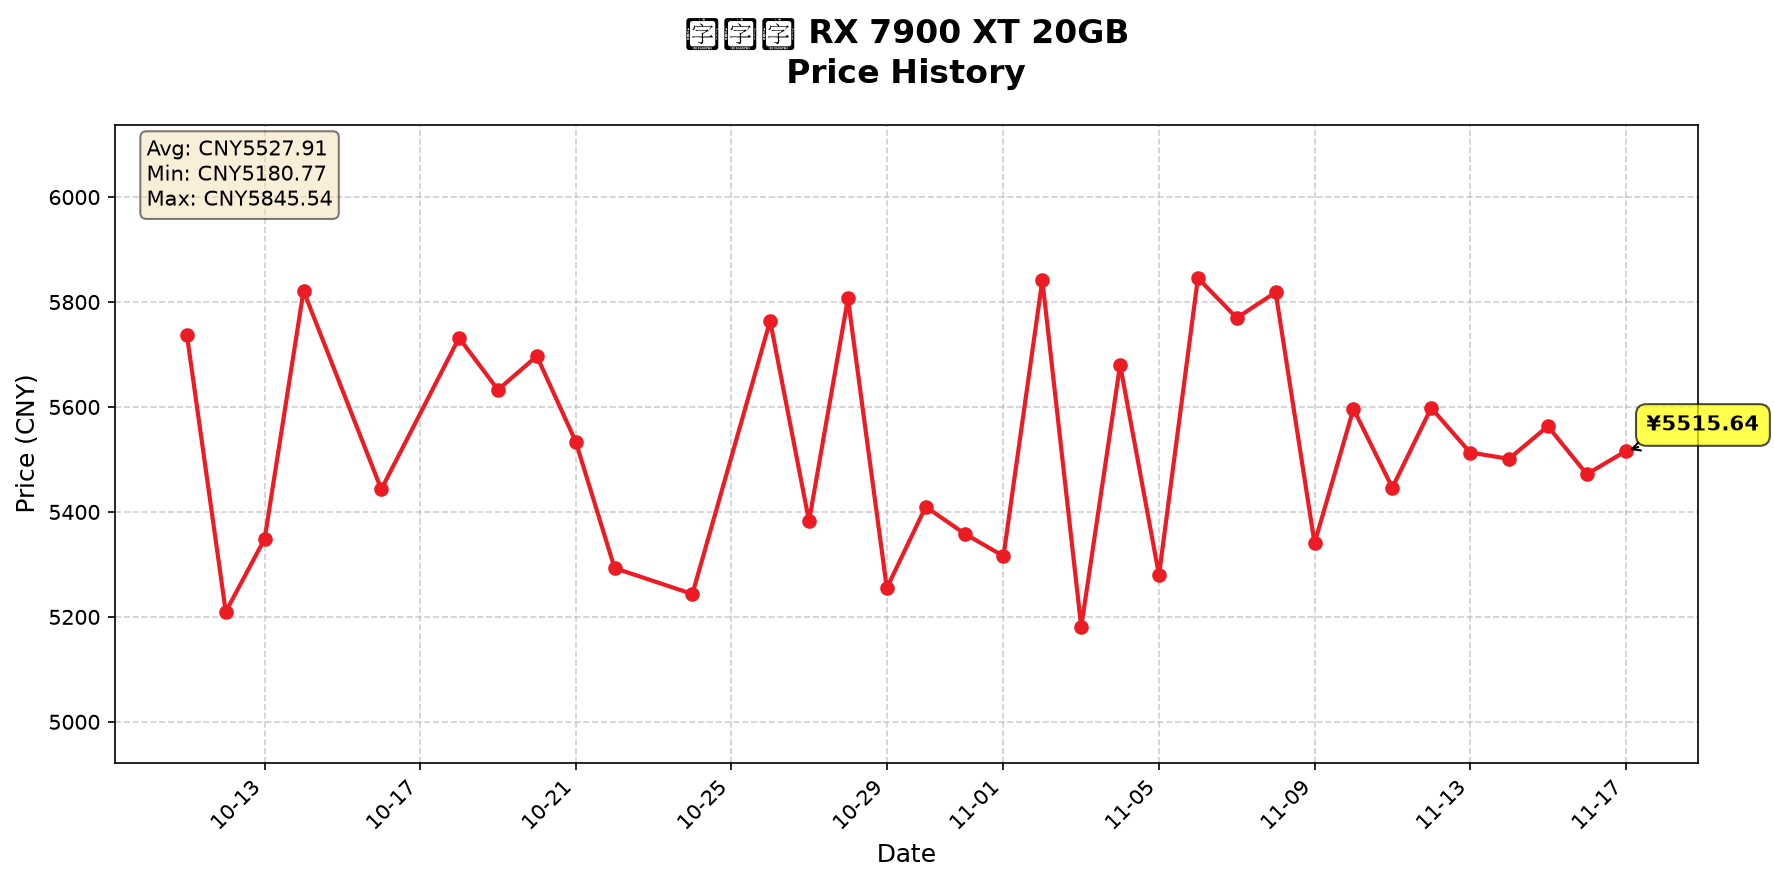 RX 7900 XT 20GB
Price History
Avg: CNY5527.91
Min: CNY5180.77
Max: CNY5845.54
¥5515.64
Price (CNY)
6000
5800
5600
5400
5200
5000
10-13
10-17
10-21
10-25
10-29
11-01
11-05
11-09
11-13
11-17
Date